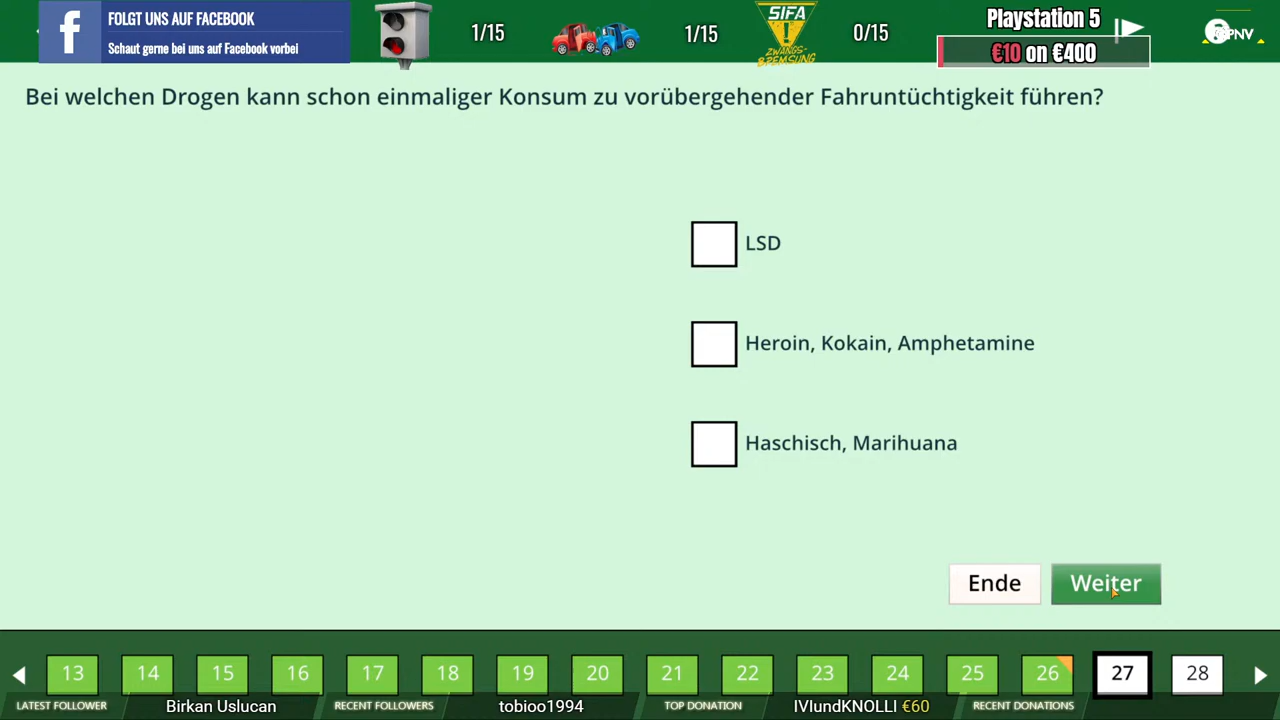 FOLGT UNS AUF FACEBOOK
Schaut gerne bei uns auf Facebook vorbei
1/15
1/15
SIFA
ZWANGS-
BREMSUNG
0/15
Playstation 5
€10 on €400
Bei welchen Drogen kann schon einmaliger Konsum zu vorübergehender Fahruntüchtigkeit führen?
LSD
Heroin, Kokain, Amphetamine
Haschisch, Marihuana
Ende
Weiter
13 14 15 16 17 18 19 20 21 22 23 24 25 26 27 28
LATEST FOLLOWER Birkan Uslucan RECENT FOLLOWERS tobioo1994 TOP DONATION IVIundKNOLLI €60 RECENT DONATIONS